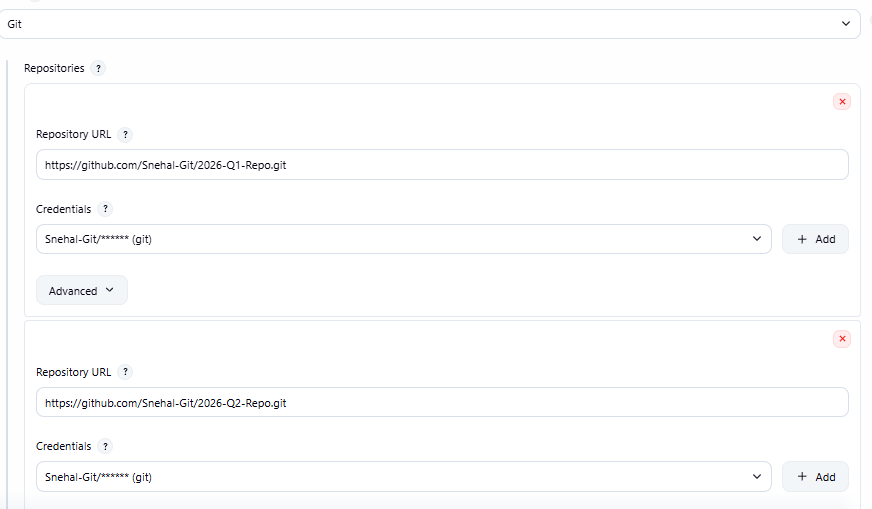 Git
Repositories ?
Repository URL ?
https://github.com/Snehal-Git/2026-Q1-Repo.git
Credentials ?
Snehal-Git/****** (git)
+ Add
Advanced
Repository URL ?
https://github.com/Snehal-Git/2026-Q2-Repo.git
Credentials ?
Snehal-Git/****** (git)
+ Add